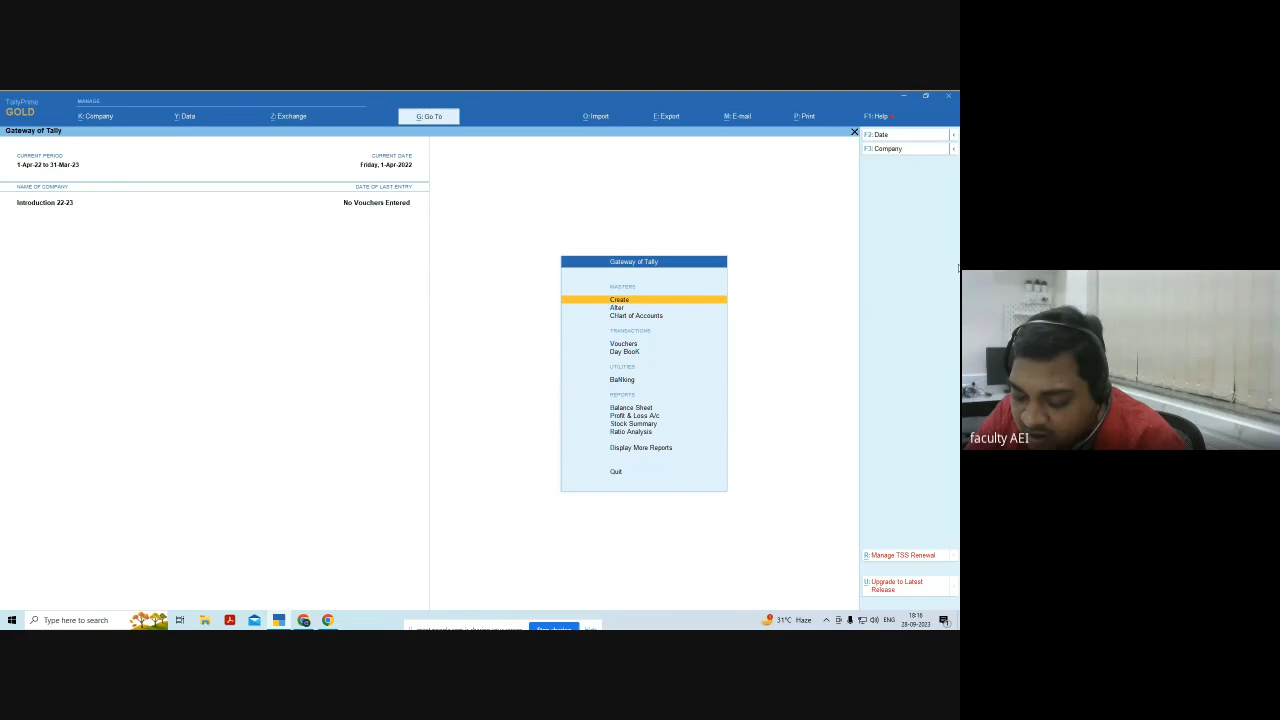 TallyPrime
GOLD
MANAGE
K: Company
Y: Data
Z: Exchange
G: Go To
O: Import
E: Export
M: E-mail
P: Print
F1: Help
Gateway of Tally
F2: Date
F3: Company
CURRENT PERIOD
CURRENT DATE
1-Apr-22 to 31-Mar-23
Friday, 1-Apr-2022
NAME OF COMPANY
DATE OF LAST ENTRY
Introduction 22-23
No Vouchers Entered
Gateway of Tally
MASTERS
Create
Alter
CHart of Accounts
TRANSACTIONS
Vouchers
Day BooK
UTILITIES
BaNking
REPORTS
Balance Sheet
Profit & Loss A/c
Stock Summary
Ratio Analysis
Display More Reports
Quit
faculty AEI
R: Manage TSS Renewal
U: Upgrade to Latest
Release
Type here to search
31°C Haze
ENG
18:16
28-09-2023